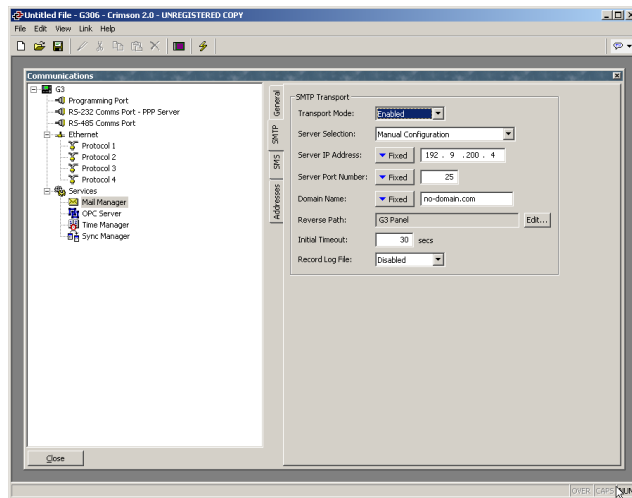 Untitled File - G306 - Crimson 2.0 - UNREGISTERED COPY
File Edit View Link Help
Communications
G3
Programming Port
RS-232 Comms Port - PPP Server
RS-485 Comms Port
Ethernet
Protocol 1
Protocol 2
Protocol 3
Protocol 4
Services
Mail Manager
OPC Server
Time Manager
Sync Manager
General
SMTP
SMS
Addresses
SMTP Transport
Transport Mode: Enabled
Server Selection: Manual Configuration
Server IP Address: Fixed 192 . 9 .200 . 4
Server Port Number: Fixed 25
Domain Name: Fixed no-domain.com
Reverse Path: G3 Panel Edit...
Initial Timeout: 30 secs
Record Log File: Disabled
Close
OVER CAPS NUM